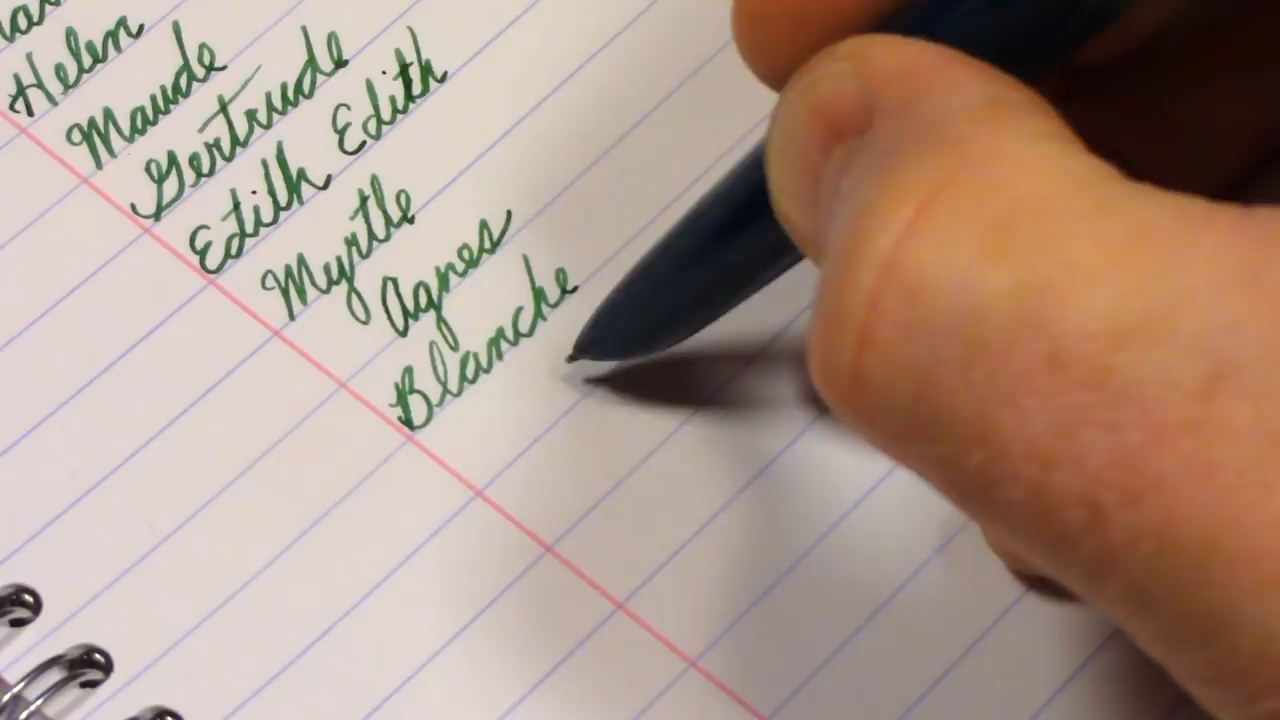 Helen
Maude
Gertrude
Edith Edith
Myrtle
Agnes
Blanche